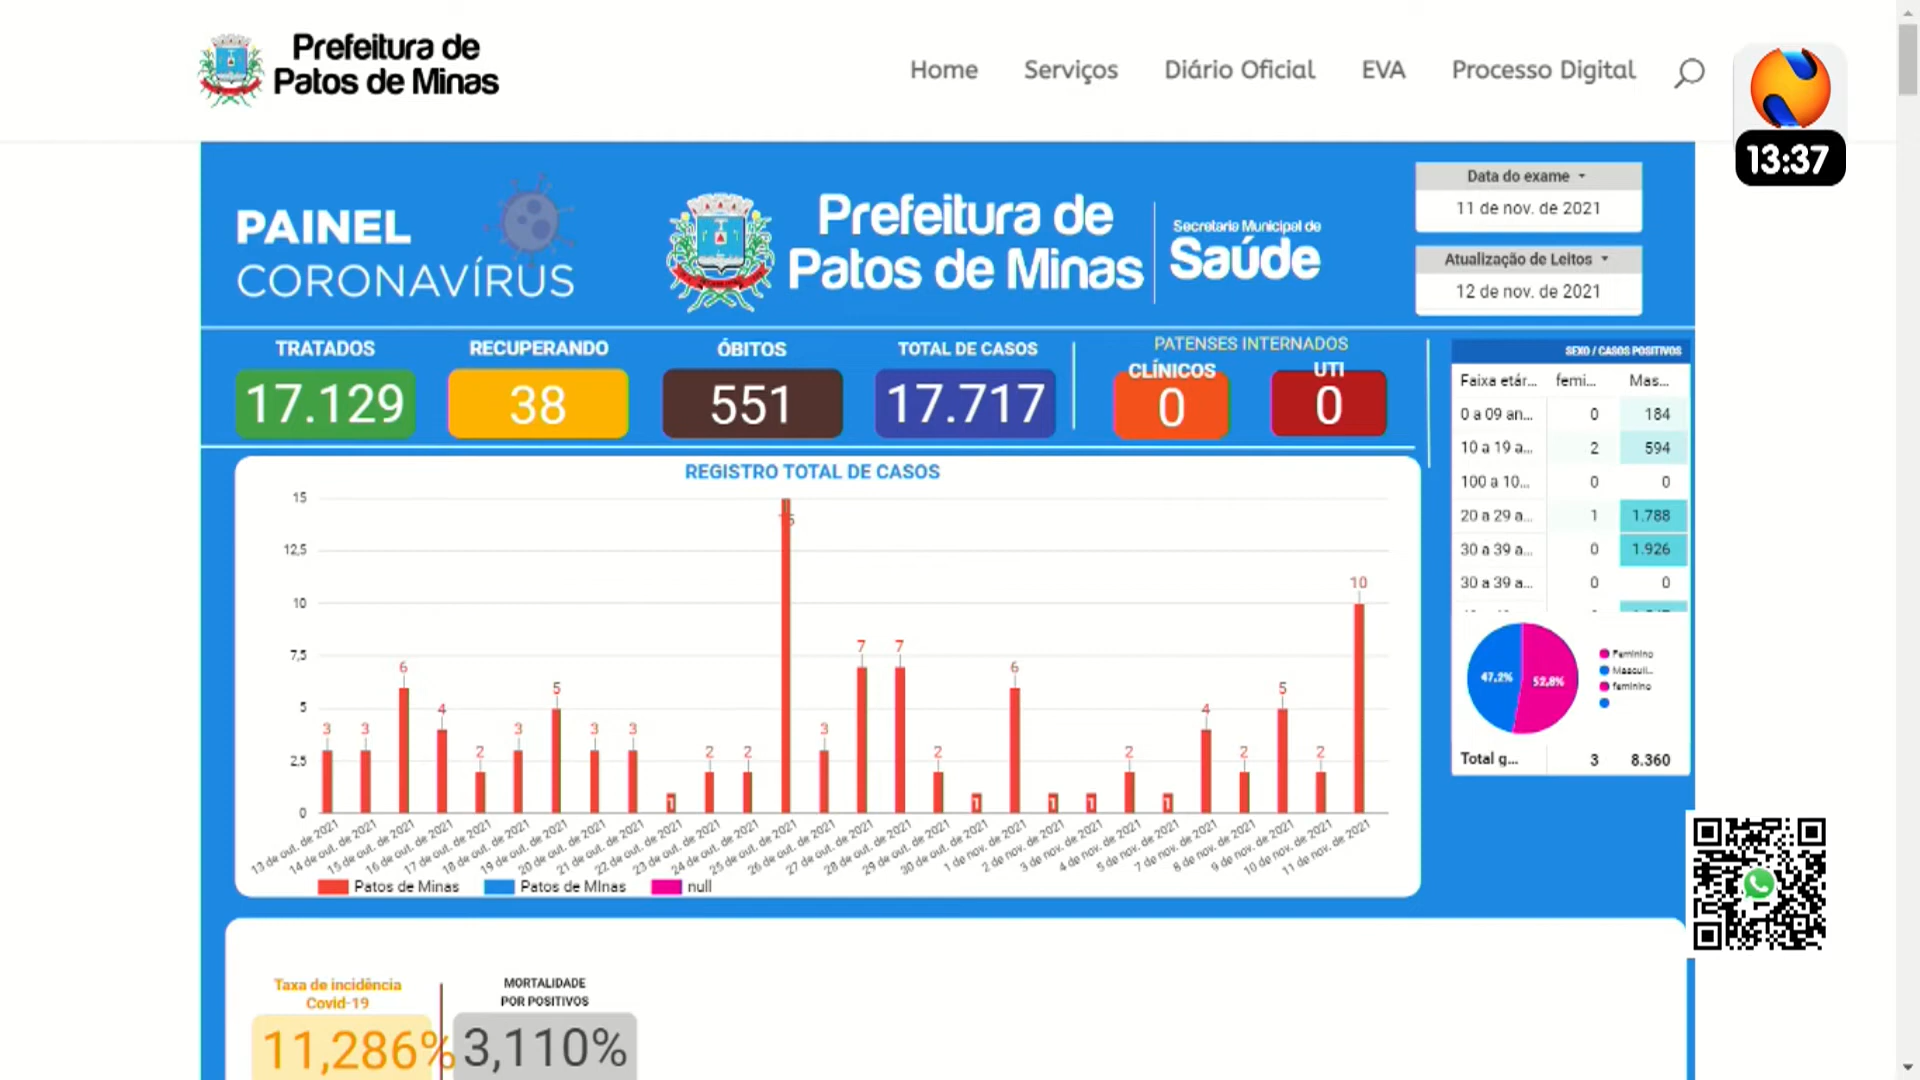 Prefeitura de
Patos de Minas
Home Serviços Diário Oficial EVA Processo Digital
13:37
PAINEL
CORONAVÍRUS
Prefeitura de
Patos de Minas
Secretaria Municipal de
Saúde
Data do exame
11 de nov. de 2021
Atualização de Leitos
12 de nov. de 2021
TRATADOS
17.129
RECUPERANDO
38
ÓBITOS
551
TOTAL DE CASOS
17.717
PATENSES INTERNADOS
CLÍNICOS
0
UTI
0
SEXO / CASOS POSITIVOS
Faixa etár... femi... Mas...
0 a 09 an... 0 184
10 a 19 a... 2 594
100 a 10... 0 0
20 a 29 a... 1 1.788
30 a 39 a... 0 1.926
30 a 39 a... 0 0
47,2% 52,8%
Feminino
Masculi...
feminino
Total g... 3 8.360
REGISTRO TOTAL DE CASOS
15
12,5
10
7,5
5
2,5
0
3 3 6 4 2 3 5 3 3 1 2 2 15 3 7 7 2 1 6 1 1 2 1 4 2 5 2 10
13 de out. de 2021
14 de out. de 2021
15 de out. de 2021
16 de out. de 2021
17 de out. de 2021
18 de out. de 2021
19 de out. de 2021
20 de out. de 2021
21 de out. de 2021
22 de out. de 2021
23 de out. de 2021
24 de out. de 2021
25 de out. de 2021
26 de out. de 2021
27 de out. de 2021
28 de out. de 2021
29 de out. de 2021
30 de out. de 2021
1 de nov. de 2021
2 de nov. de 2021
3 de nov. de 2021
4 de nov. de 2021
5 de nov. de 2021
7 de nov. de 2021
8 de nov. de 2021
9 de nov. de 2021
10 de nov. de 2021
11 de nov. de 2021
Patos de Minas Patos de MInas null
Taxa de incidência
Covid-19
11,286%
MORTALIDADE
POR POSITIVOS
3,110%